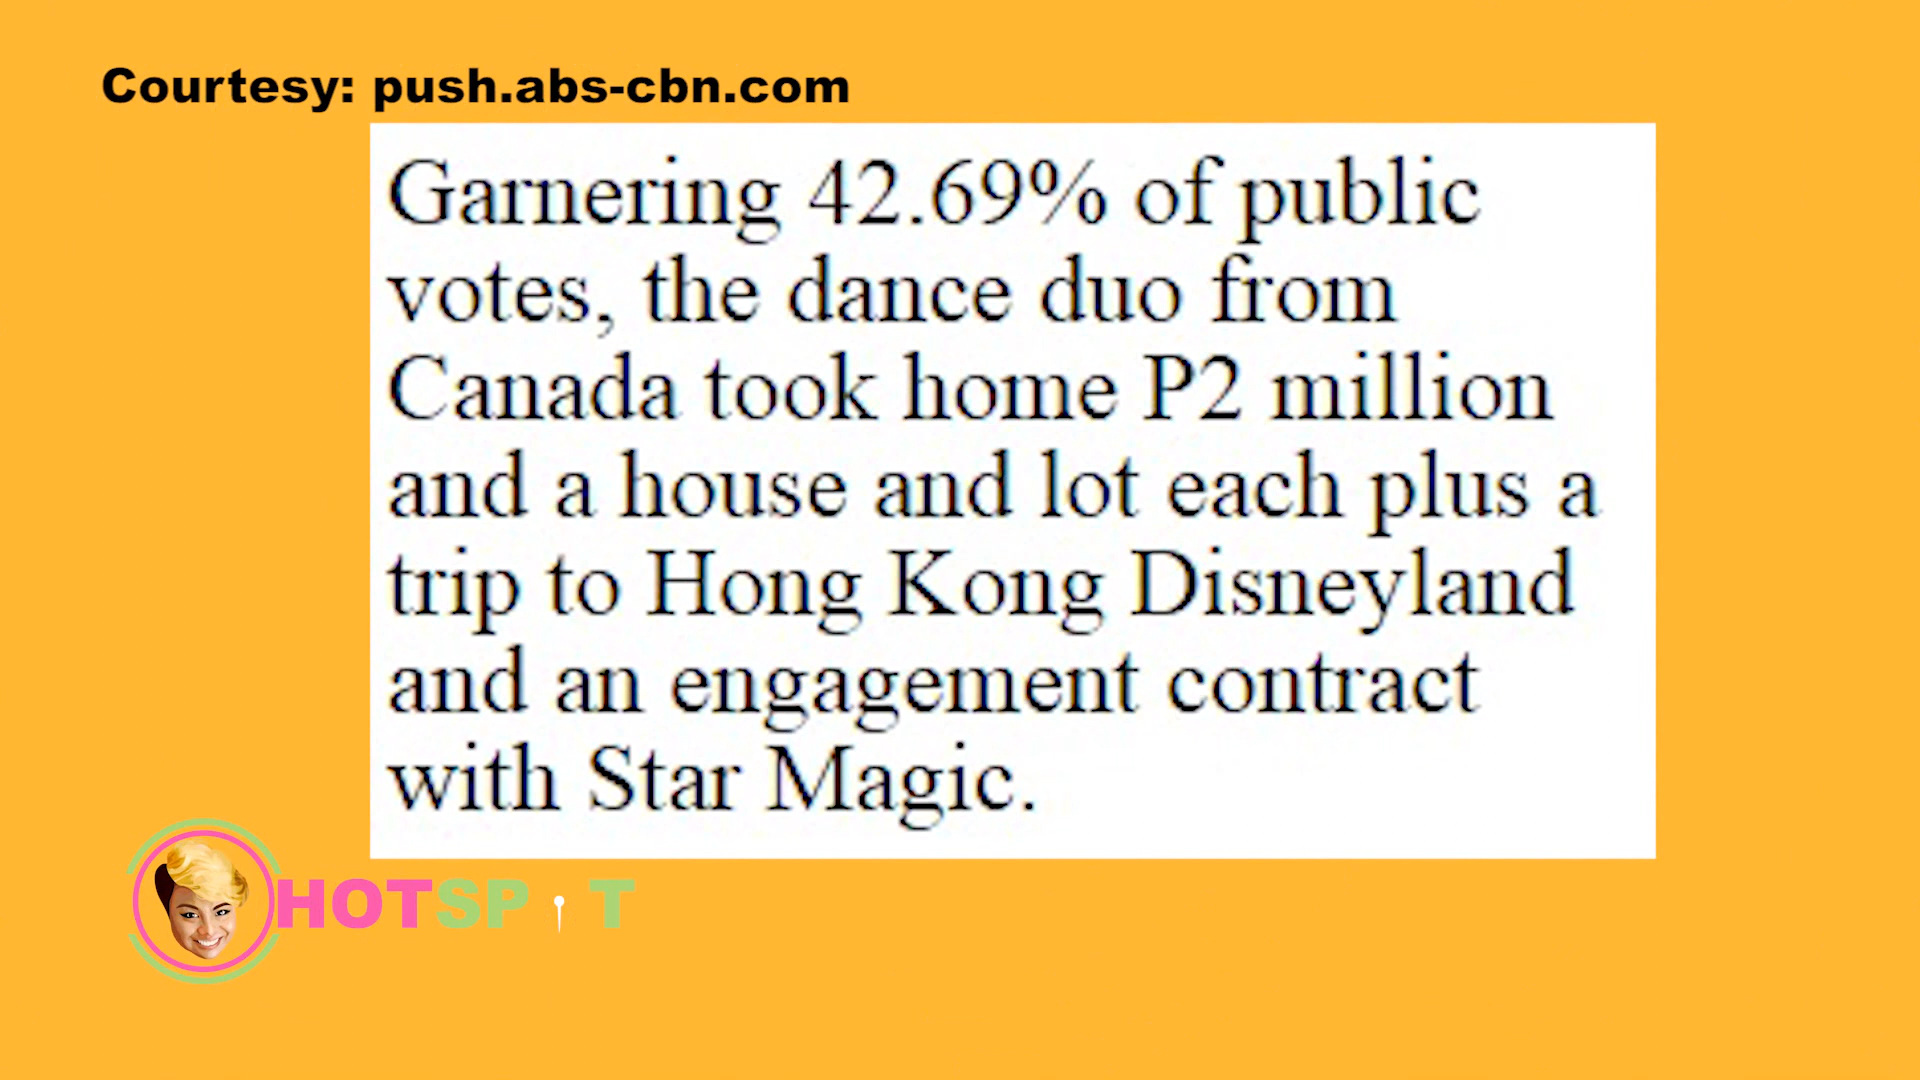 Courtesy: push.abs-cbn.com
Garnering 42.69% of public
votes, the dance duo from
Canada took home P2 million
and a house and lot each plus a
trip to Hong Kong Disneyland
and an engagement contract
with Star Magic.
HOTSP T